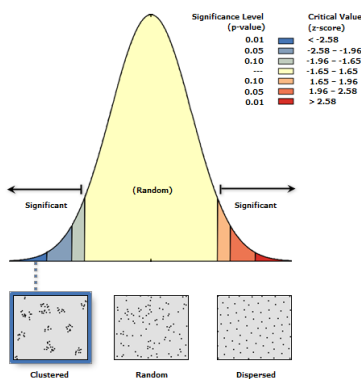 Significance Level Critical Value
(p-value) (z-score)
0.01 < -2.58
0.05 -2.58 – -1.96
0.10 -1.96 – -1.65
--- -1.65 – 1.65
0.10 1.65 – 1.96
0.05 1.96 – 2.58
0.01 > 2.58
(Random)
Significant Significant
Clustered Random Dispersed